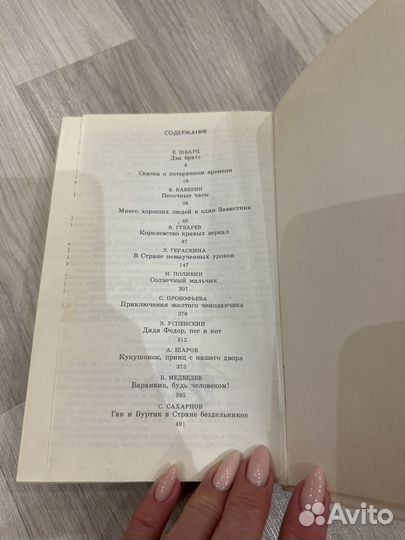 СОДЕРЖАНИЕ
Е. ШВАРЦ
Два брата
8
Сказка о потерянном времени
19
В. КАВЕРИН
Песочные часы
28
Много хороших людей и один Завистник
40
В. ГУБАРЕВ
Королевство кривых зеркал
87
Л. ГЕРАСКИНА
В Стране невыученных уроков
147
Н. ПОЛИВИН
Солнечный мальчик
207
С. ПРОКОФЬЕВА
Приключения желтого чемоданчика
276
Э. УСПЕНСКИЙ
Дядя Федор, пес и кот
312
А. ШАРОВ
Кукушонок, принц с нашего двора
373
В. МЕДВЕДЕВ
Баранкин, будь человеком!
395
С. САХАРНОВ
Гак и Буртик в Стране бездельников
491
Avito